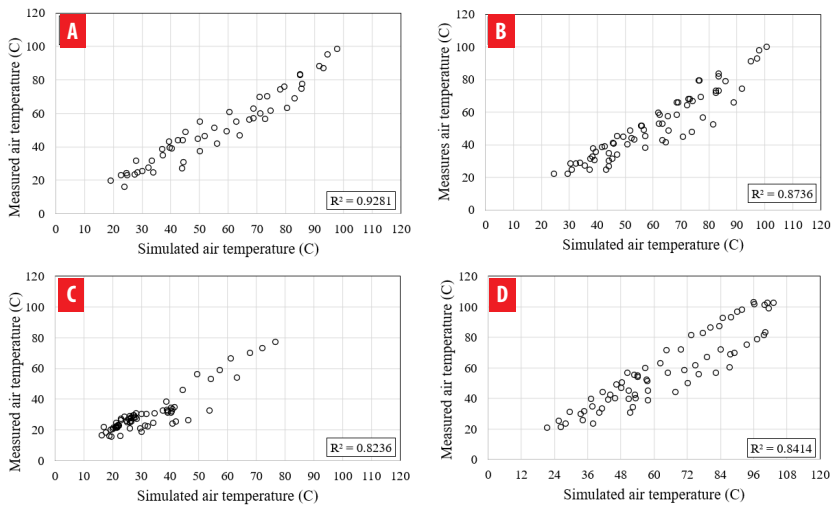 A
Measured air temperature (C)
120
100
80
60
40
20
0
0 10 20 30 40 50 60 70 80 90 100 110 120
R² = 0.9281
Simulated air temperature (C)
B
Measures air temperature (C)
120
100
80
60
40
20
0
0 10 20 30 40 50 60 70 80 90 100 110 120
R² = 0.8736
Simulated air temperature (C)
C
Measured air temperature (C)
120
100
80
60
40
20
0
0 10 20 30 40 50 60 70 80 90 100 110 120
R² = 0.8236
Simulated air temperature (C)
D
Measured air temperature (C)
120
100
80
60
40
20
0
0 12 24 36 48 60 72 84 96 108 120
R² = 0.8414
Simulated air temperature (C)